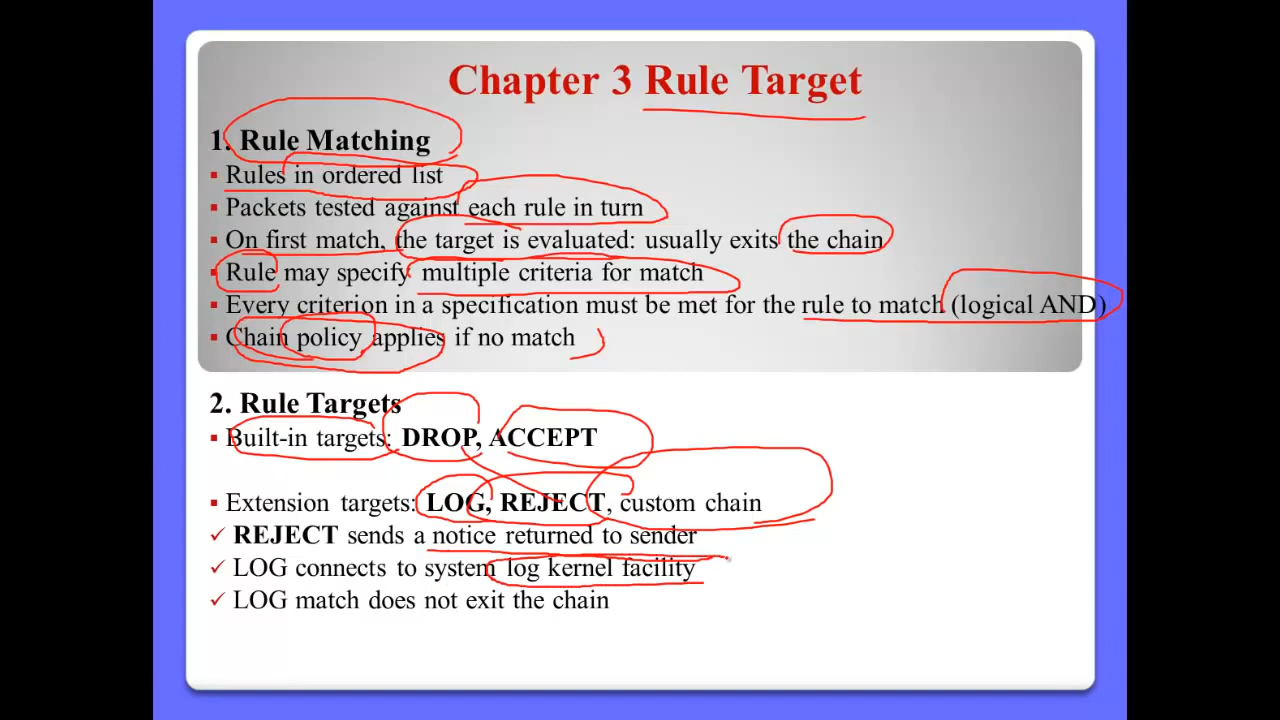 Chapter 3 Rule Target
1. Rule Matching
▪ Rules in ordered list
▪ Packets tested against each rule in turn
▪ On first match, the target is evaluated: usually exits the chain
▪ Rule may specify multiple criteria for match
▪ Every criterion in a specification must be met for the rule to match (logical AND)
▪ Chain policy applies if no match
2. Rule Targets
▪ Built-in targets: DROP, ACCEPT
▪ Extension targets: LOG, REJECT, custom chain
✓ REJECT sends a notice returned to sender
✓ LOG connects to system log kernel facility
✓ LOG match does not exit the chain